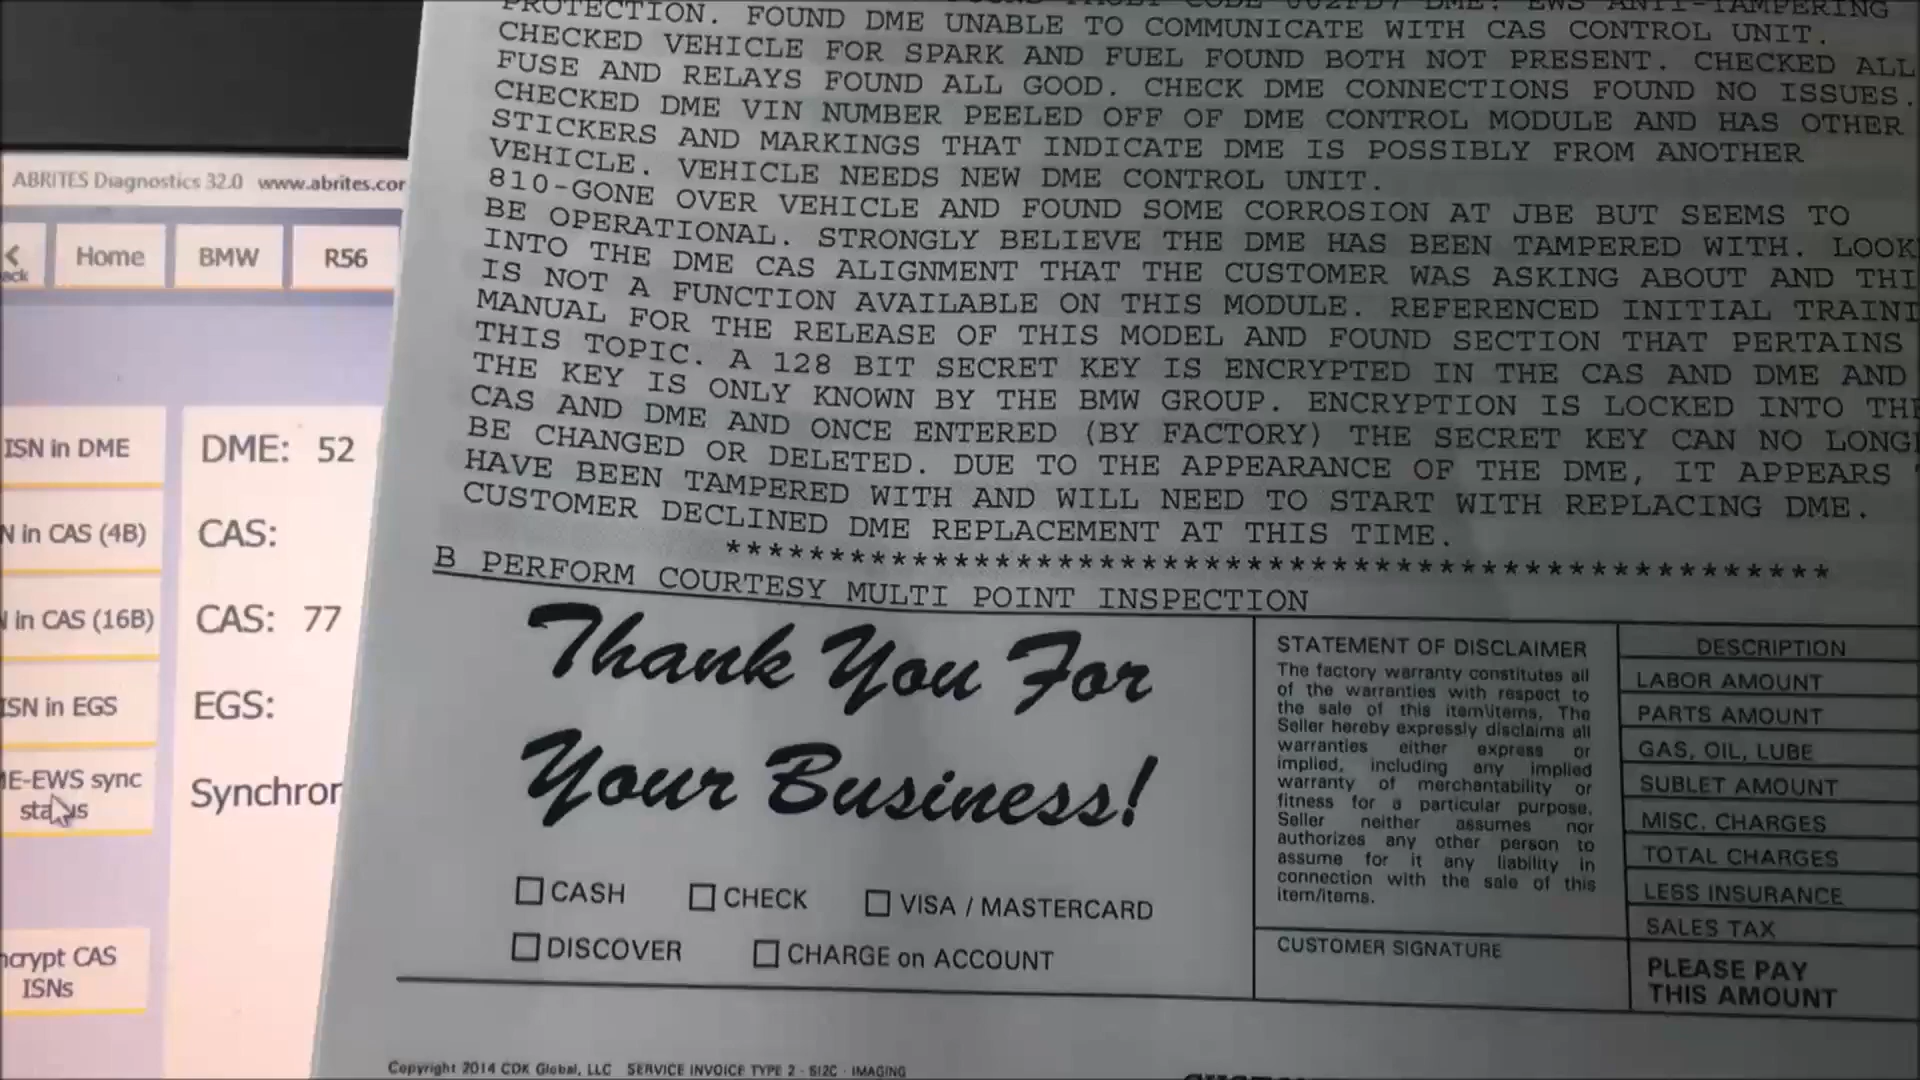 PROTECTION. FOUND DME UNABLE TO COMMUNICATE WITH CAS CONTROL UNIT.
CHECKED VEHICLE FOR SPARK AND FUEL FOUND BOTH NOT PRESENT. CHECKED ALL
FUSE AND RELAYS FOUND ALL GOOD. CHECK DME CONNECTIONS FOUND NO ISSUES.
CHECKED DME VIN NUMBER PEELED OFF OF DME CONTROL MODULE AND HAS OTHER
STICKERS AND MARKINGS THAT INDICATE DME IS POSSIBLY FROM ANOTHER
VEHICLE. VEHICLE NEEDS NEW DME CONTROL UNIT.
810-GONE OVER VEHICLE AND FOUND SOME CORROSION AT JBE BUT SEEMS TO
BE OPERATIONAL. STRONGLY BELIEVE THE DME HAS BEEN TAMPERED WITH. LOOK
INTO THE DME CAS ALIGNMENT THAT THE CUSTOMER WAS ASKING ABOUT AND THI
IS NOT A FUNCTION AVAILABLE ON THIS MODULE. REFERENCED INITIAL TRAINI
MANUAL FOR THE RELEASE OF THIS MODEL AND FOUND SECTION THAT PERTAINS
THIS TOPIC. A 128 BIT SECRET KEY IS ENCRYPTED IN THE CAS AND DME AND
THE KEY IS ONLY KNOWN BY THE BMW GROUP. ENCRYPTION IS LOCKED INTO THE
CAS AND DME AND ONCE ENTERED (BY FACTORY) THE SECRET KEY CAN NO LONG
BE CHANGED OR DELETED. DUE TO THE APPEARANCE OF THE DME, IT APPEARS
HAVE BEEN TAMPERED WITH AND WILL NEED TO START WITH REPLACING DME.
CUSTOMER DECLINED DME REPLACEMENT AT THIS TIME.
******************************************************
B PERFORM COURTESY MULTI POINT INSPECTION
Thank You For
Your Business!
CASH CHECK VISA / MASTERCARD
DISCOVER CHARGE on ACCOUNT
STATEMENT OF DISCLAIMER
The factory warranty constitutes all
of the warranties with respect to
the sale of this item/items. The
Seller hereby expressly disclaims all
warranties either express or
implied, including any implied
warranty of merchantability or
fitness for a particular purpose.
Seller neither assumes nor
authorizes any other person to
assume for it any liability in
connection with the sale of this
item/items.
CUSTOMER SIGNATURE
DESCRIPTION
LABOR AMOUNT
PARTS AMOUNT
GAS, OIL, LUBE
SUBLET AMOUNT
MISC. CHARGES
TOTAL CHARGES
LESS INSURANCE
SALES TAX
PLEASE PAY
THIS AMOUNT
Copyright 2014 CDK Global, LLC SERVICE INVOICE TYPE 2 - SI2C - IMAGING
ABRITES Diagnostics 32.0 www.abrites.cor
ack Home BMW R56
ISN in DME DME: 52
N in CAS (4B) CAS:
in CAS (16B) CAS: 77
ISN in EGS EGS:
E-EWS sync
status
Synchror
crypt CAS
ISNs